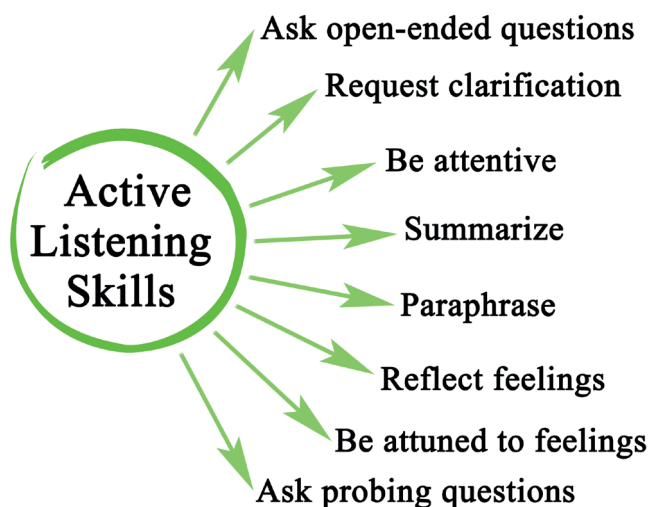 Active
Listening
Skills
Ask open-ended questions
Request clarification
Be attentive
Summarize
Paraphrase
Reflect feelings
Be attuned to feelings
Ask probing questions